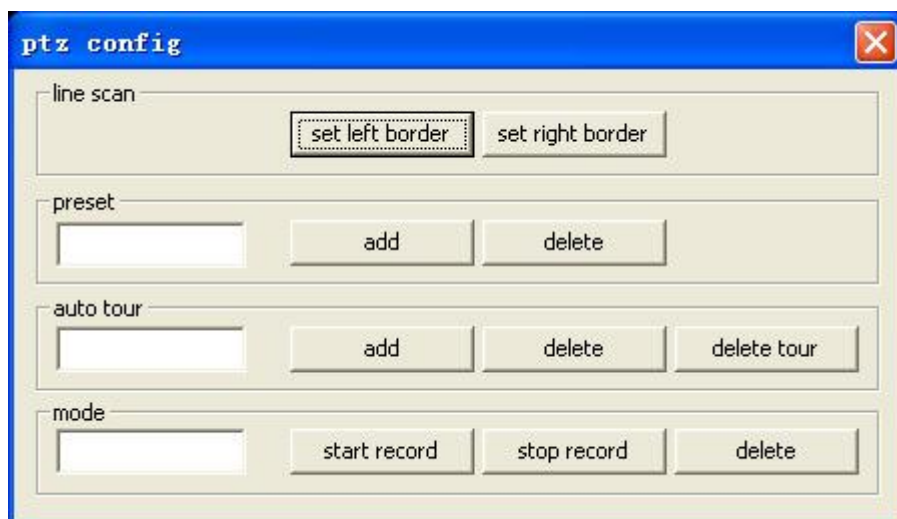 ptz config
line scan
set left border set right border
preset
add delete
auto tour
add delete delete tour
mode
start record stop record delete